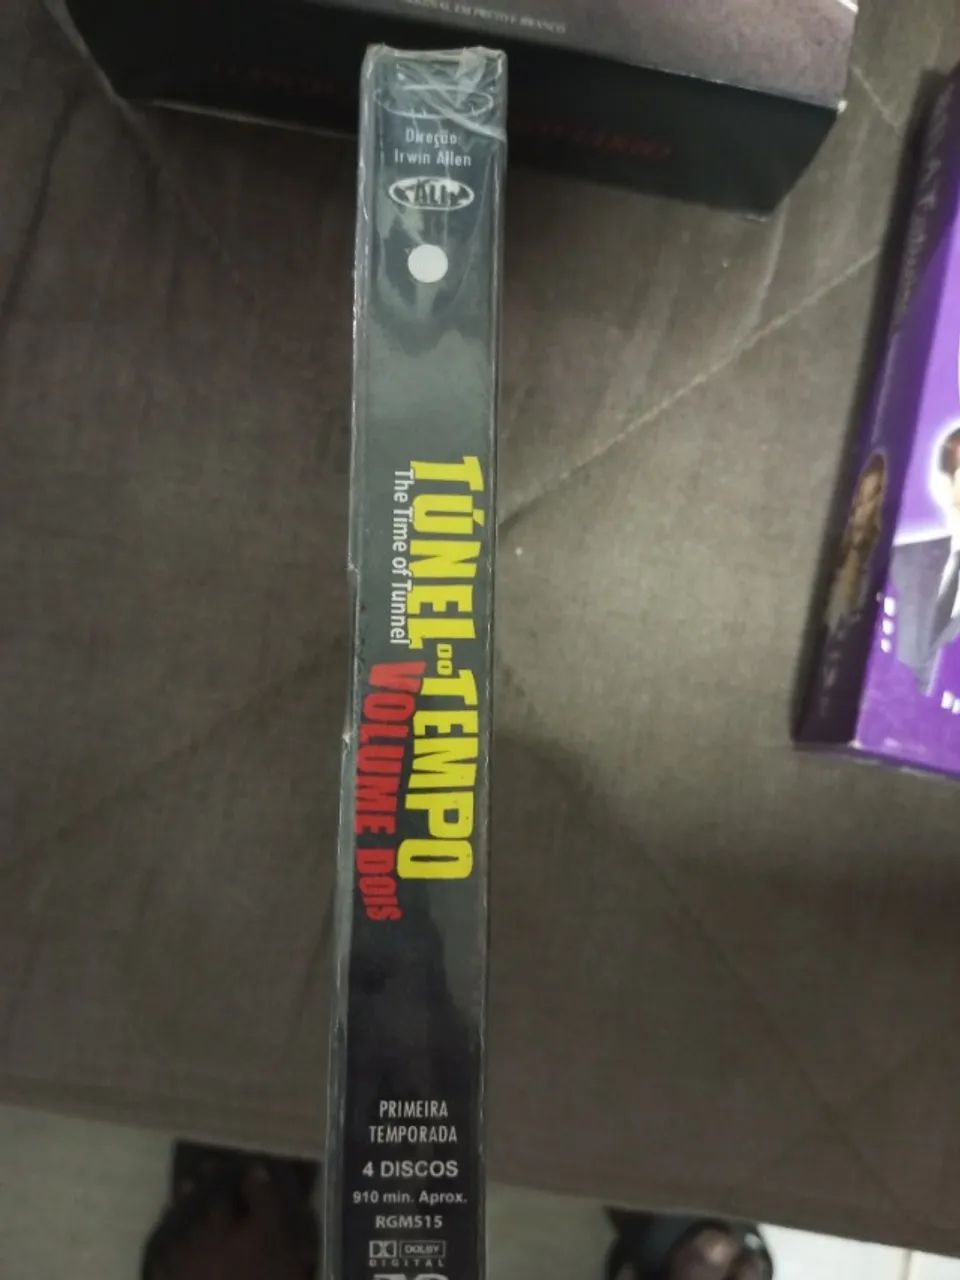 Direção:
Irwin Allen
TÚNEL DO TEMPO
The Time of Tunnel
VOLUME DOIS
PRIMEIRA
TEMPORADA
4 DISCOS
910 min. Aprox.
RGM515
DOLBY
DIGITAL